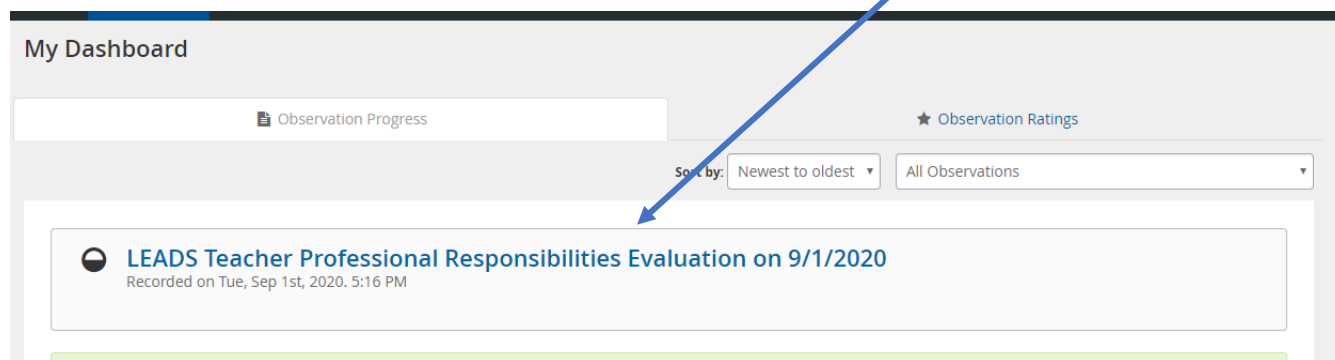 My Dashboard
Observation Progress
Observation Ratings
Sort by: Newest to oldest All Observations
LEADS Teacher Professional Responsibilities Evaluation on 9/1/2020
Recorded on Tue, Sep 1st, 2020. 5:16 PM